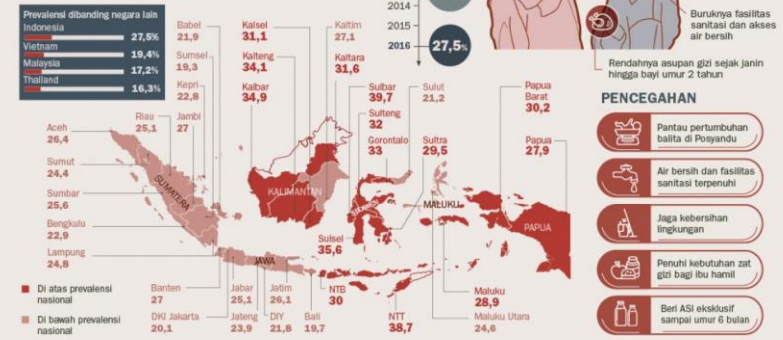 Prevalensi dibanding negara lain
Indonesia
27,5%
Vietnam
19,4%
Malaysia
17,2%
Thailand
16,3%
2014
2015
2016
27,5%
Buruknya fasilitas
sanitasi dan akses
air bersih
Rendahnya asupan gizi sejak janin
hingga bayi umur 2 tahun
PENCEGAHAN
Pantau pertumbuhan
balita di Posyandu
Air bersih dan fasilitas
sanitasi terpenuhi
Jaga kebersihan
lingkungan
Penuhi kebutuhan zat
gizi bagi ibu hamil
Beri ASI eksklusif
sampai umur 6 bulan
Babel
21,9
Sumsel
19,3
Kepri
22,8
Riau
25,1
Jambi
27
Aceh
26,4
Sumut
24,4
Sumbar
25,6
Bengkulu
22,9
Lampung
24,8
Kalsel
31,1
Kalteng
34,1
Kalbar
34,9
Kaltim
27,1
Kaltara
31,6
Sulbar
39,7
Sulteng
32
Gorontalo
33
Sulut
21,2
Sultra
29,5
Papua
Barat
30,2
Papua
27,9
SUMATERA
KALIMANTAN
SULAWESI
MALUKU
PAPUA
JAWA
Sulsel
35,6
Banten
27
DKI Jakarta
20,1
Jabar
25,1
Jateng
23,9
Jatim
26,1
DIY
21,8
Bali
19,7
NTB
30
NTT
38,7
Maluku
28,9
Maluku Utara
24,6
Di atas prevalensi
nasional
Di bawah prevalensi
nasional